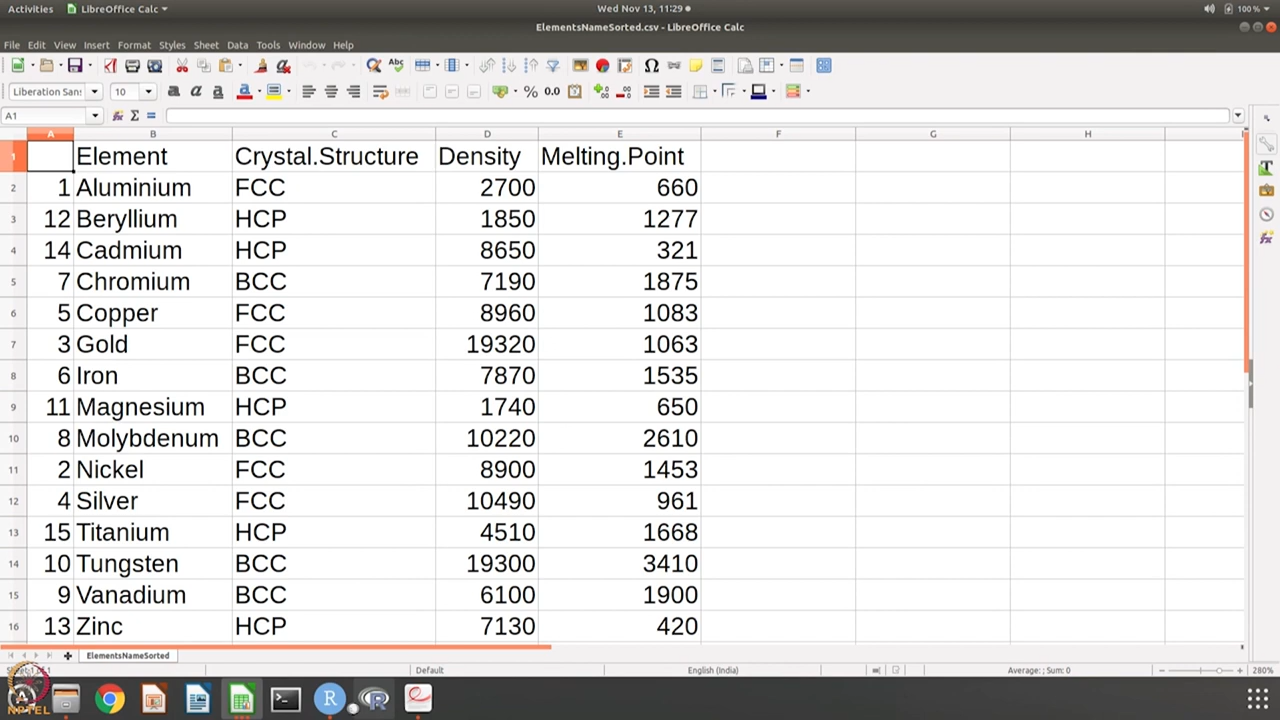 Activities LibreOffice Calc Wed Nov 13, 11:29 100 %
ElementsNameSorted.csv - LibreOffice Calc
File Edit View Insert Format Styles Sheet Data Tools Window Help
Liberation Sans 10
A1
A B C D E F G H
1 Element Crystal.Structure Density Melting.Point
2 1 Aluminium FCC 2700 660
3 12 Beryllium HCP 1850 1277
4 14 Cadmium HCP 8650 321
5 7 Chromium BCC 7190 1875
6 5 Copper FCC 8960 1083
7 3 Gold FCC 19320 1063
8 6 Iron BCC 7870 1535
9 11 Magnesium HCP 1740 650
10 8 Molybdenum BCC 10220 2610
11 2 Nickel FCC 8900 1453
12 4 Silver FCC 10490 961
13 15 Titanium HCP 4510 1668
14 10 Tungsten BCC 19300 3410
15 9 Vanadium BCC 6100 1900
16 13 Zinc HCP 7130 420
ElementsNameSorted
Default English (India) Average: ; Sum: 0 280%
NPTEL